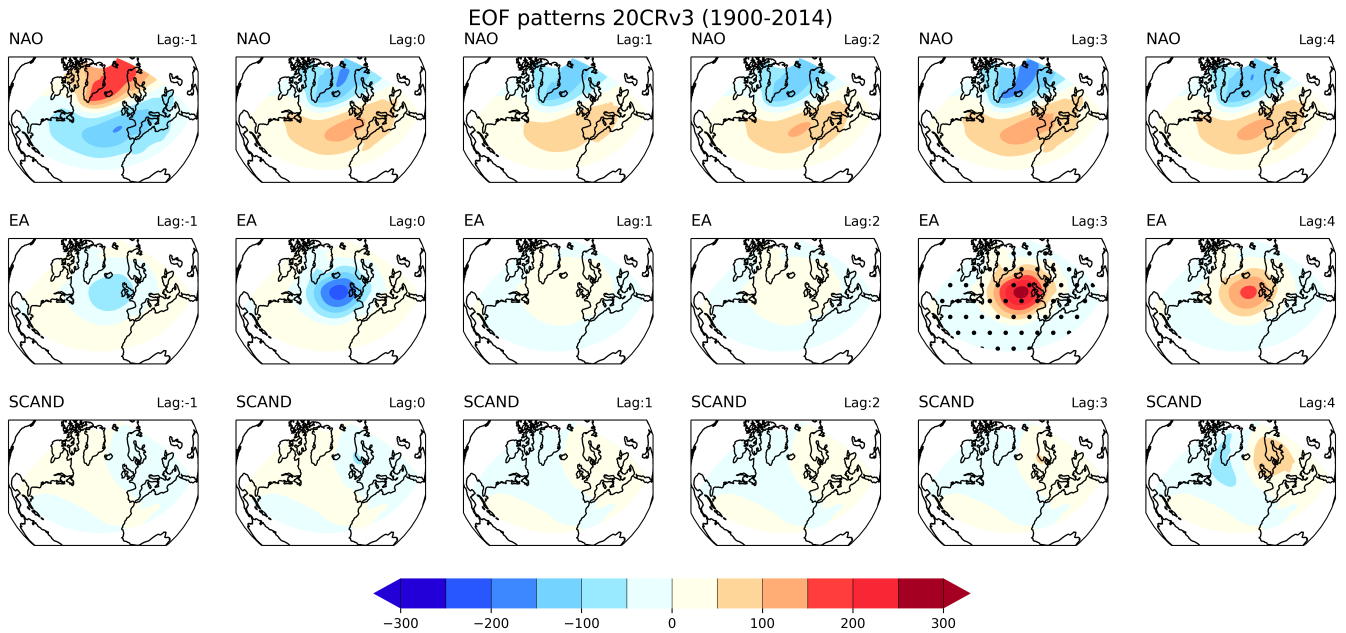 EOF patterns 20CRv3 (1900-2014)
NAO Lag:-1 NAO Lag:0 NAO Lag:1 NAO Lag:2 NAO Lag:3 NAO Lag:4
EA Lag:-1 EA Lag:0 EA Lag:1 EA Lag:2 EA Lag:3 EA Lag:4
SCAND Lag:-1 SCAND Lag:0 SCAND Lag:1 SCAND Lag:2 SCAND Lag:3 SCAND Lag:4
−300 −200 −100 0 100 200 300